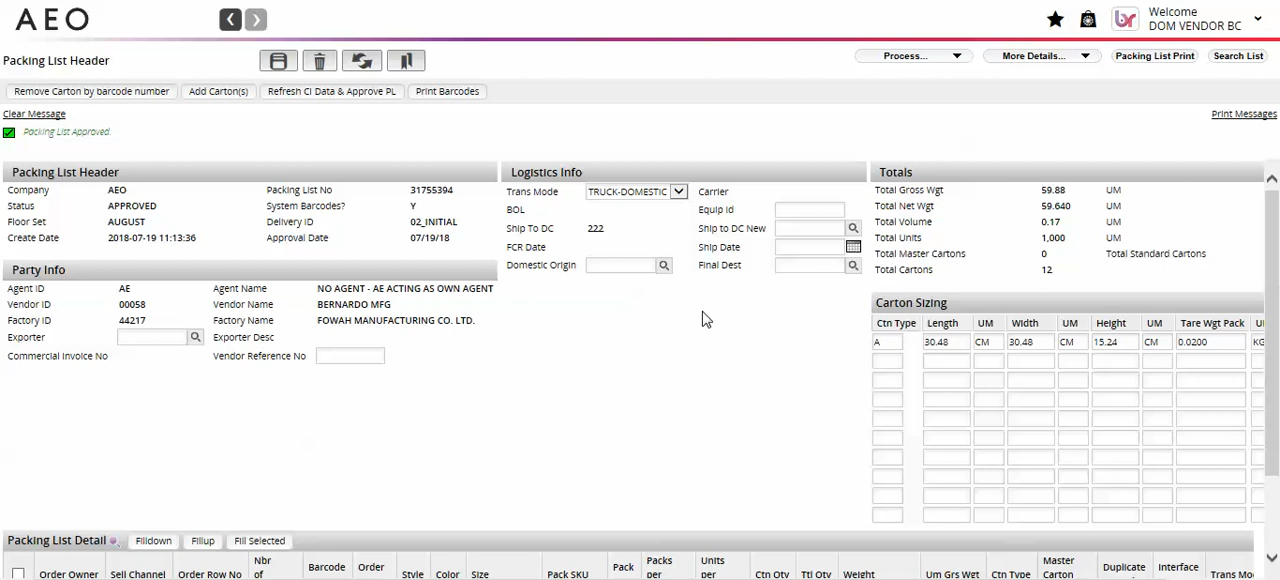 AEO
br
Welcome
DOM VENDOR BC
Packing List Header
Process...
More Details...
Packing List Print
Search List
Remove Carton by barcode number
Add Carton(s)
Refresh CI Data & Approve PL
Print Barcodes
Clear Message
Print Messages
Packing List Approved.
Packing List Header
Company AEO Packing List No 31755394
Status APPROVED System Barcodes? Y
Floor Set AUGUST Delivery ID 02_INITIAL
Create Date 2018-07-19 11:13:36 Approval Date 07/19/18
Party Info
Agent ID AE Agent Name NO AGENT - AE ACTING AS OWN AGENT
Vendor ID 00058 Vendor Name BERNARDO MFG
Factory ID 44217 Factory Name FOWAH MANUFACTURING CO. LTD.
Exporter Exporter Desc
Commercial Invoice No Vendor Reference No
Logistics Info
Trans Mode TRUCK-DOMESTIC Carrier
BOL Equip Id
Ship To DC 222 Ship to DC New
FCR Date Ship Date
Domestic Origin Final Dest
Totals
Total Gross Wgt 59.88 UM
Total Net Wgt 59.640 UM
Total Volume 0.17 UM
Total Units 1,000 UM
Total Master Cartons 0 Total Standard Cartons
Total Cartons 12
Carton Sizing
Ctn Type Length UM Width UM Height UM Tare Wgt Pack
A 30.48 CM 30.48 CM 15.24 CM 0.0200 KG
Packing List Detail Filldown Fillup Fill Selected
Order Owner Sell Channel Order Row No Nbr of Barcode Order Style Color Size Pack SKU Pack Packs per Units per Ctn Qty Ttl Qty Weight Um Grs Wgt Ctn Type Master Carton Duplicate Interface Trans Mo